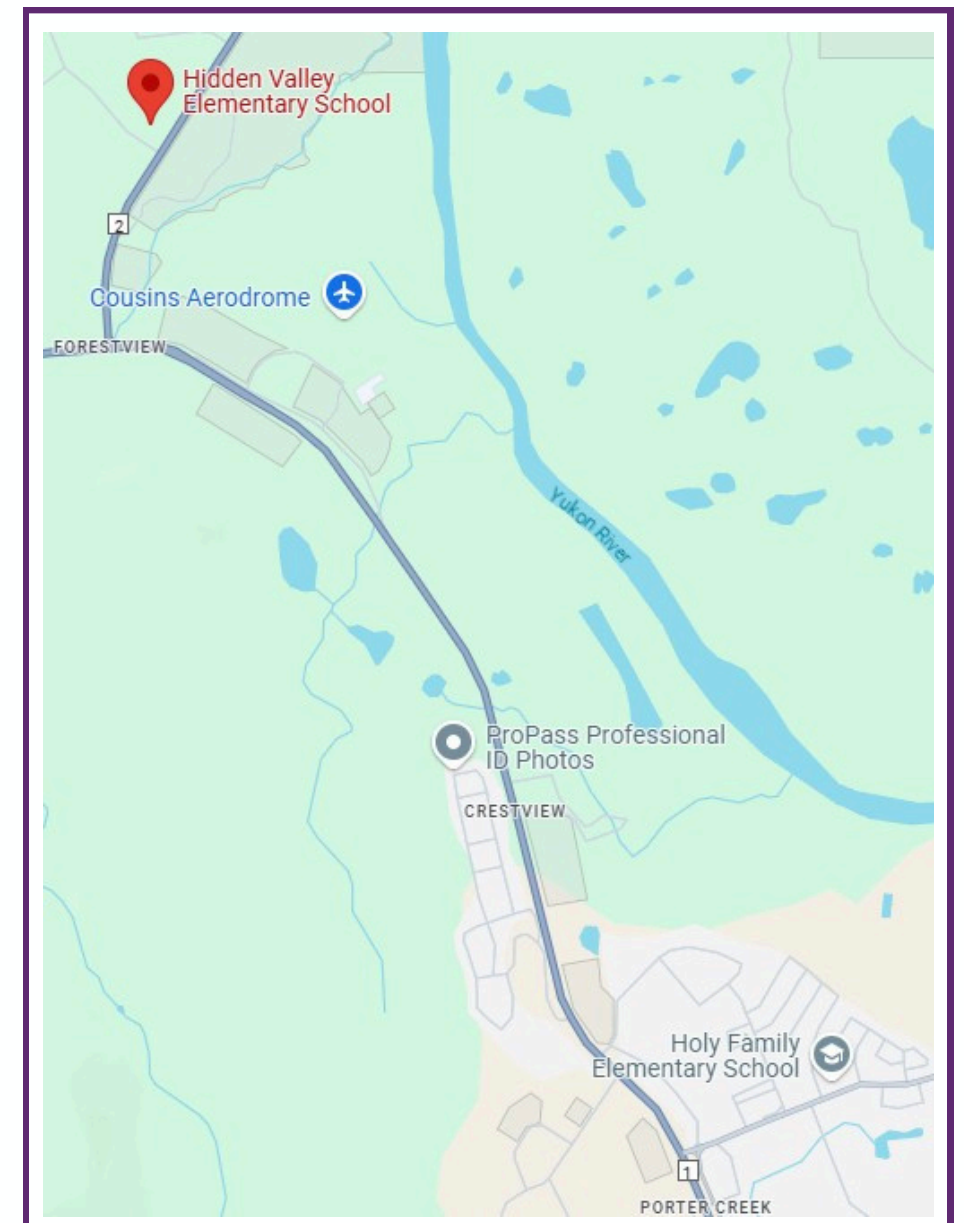 Hidden Valley
Elementary School
2
Cousins Aerodrome
FORESTVIEW
Yukon River
ProPass Professional
ID Photos
CRESTVIEW
Holy Family
Elementary School
1
PORTER CREEK